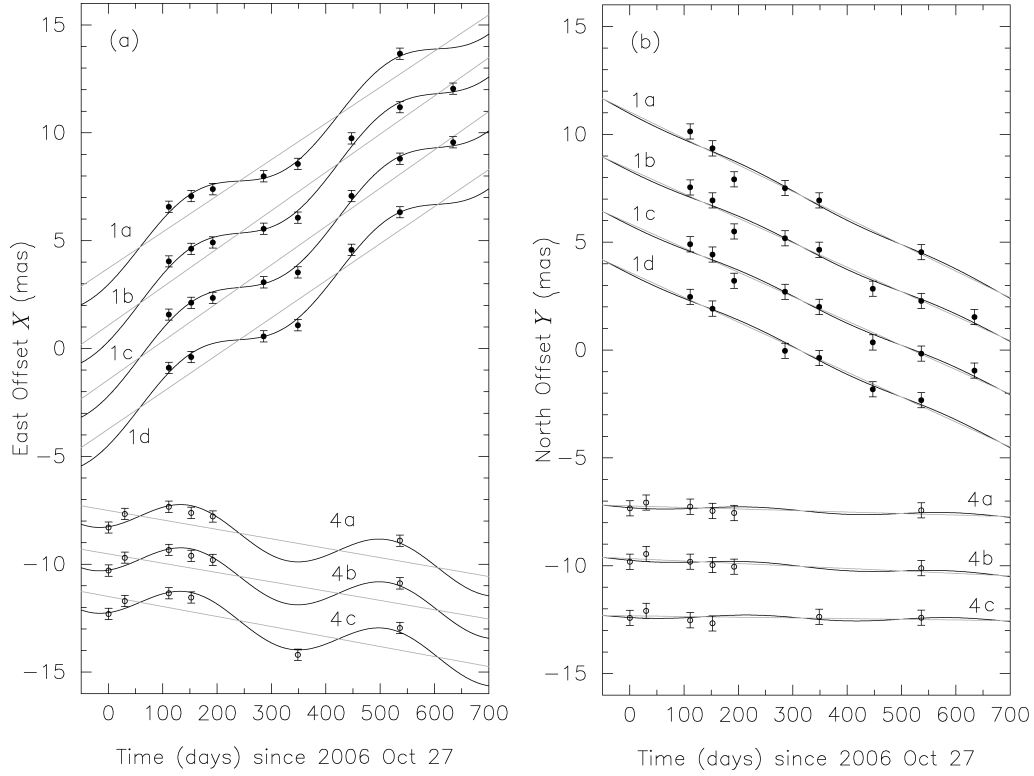 (a)
15
10
5
0
−5
−10
−15
East Offset X (mas)
1a
1b
1c
1d
4a
4b
4c
0 100 200 300 400 500 600 700
Time (days) since 2006 Oct 27
(b)
15
10
5
0
−5
−10
−15
North Offset Y (mas)
1a
1b
1c
1d
4a
4b
4c
0 100 200 300 400 500 600 700
Time (days) since 2006 Oct 27